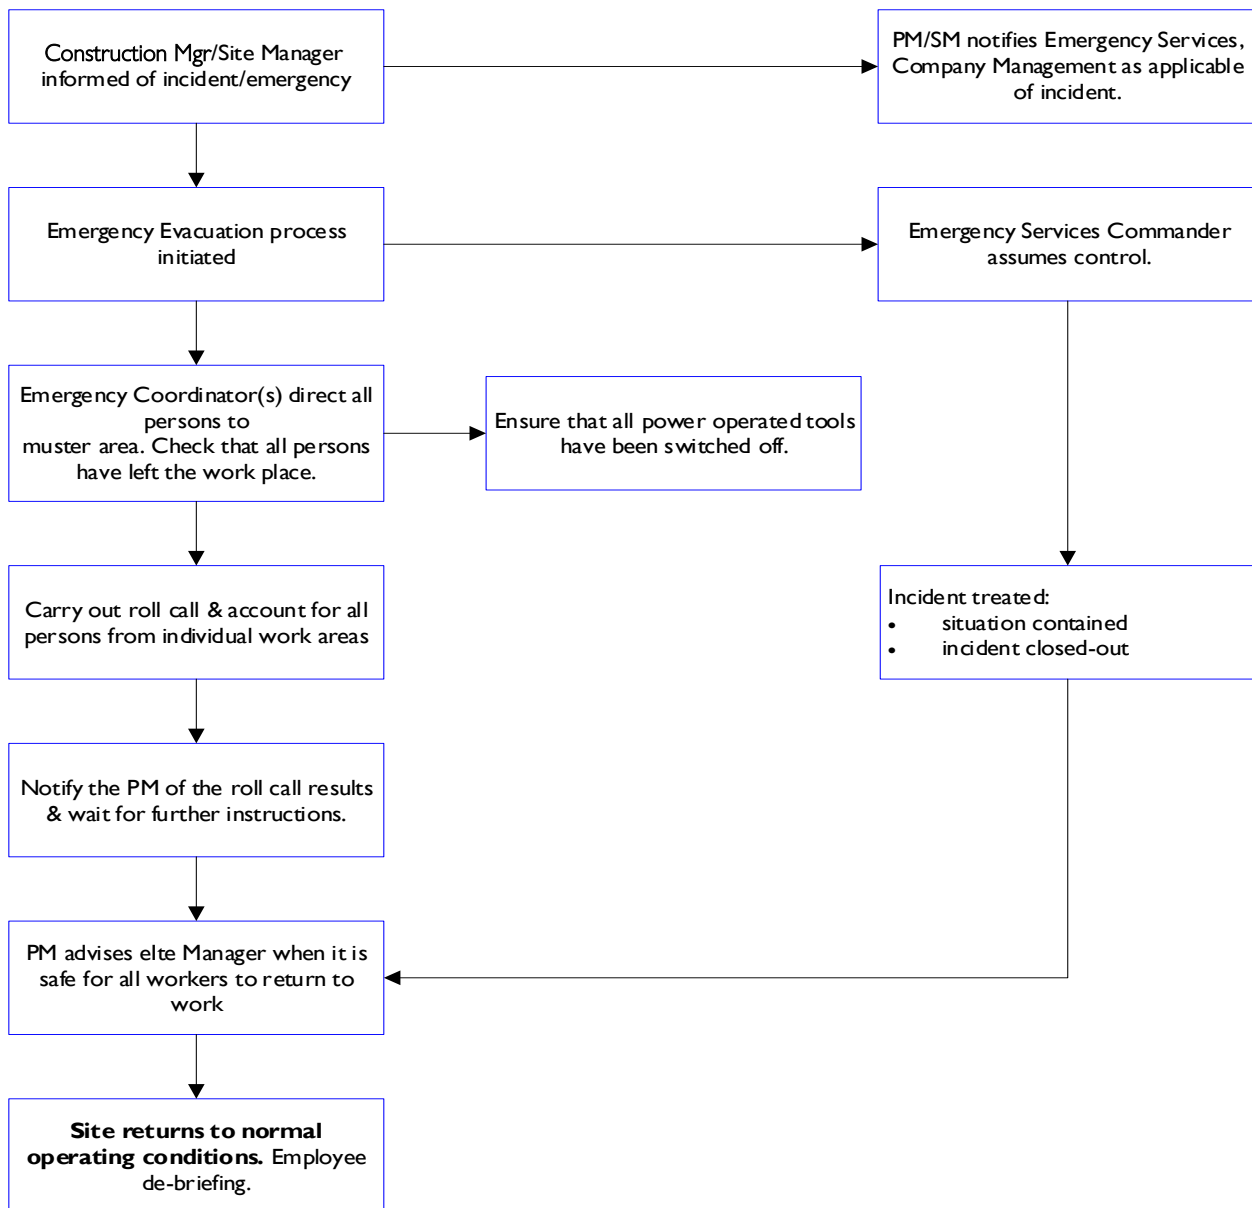 Construction Mgr/Site Manager
informed of incident/emergency
PM/SM notifies Emergency Services,
Company Management as applicable
of incident.
Emergency Evacuation process
initiated
Emergency Services Commander
assumes control.
Emergency Coordinator(s) direct all
persons to
muster area. Check that all persons
have left the work place.
Ensure that all power operated tools
have been switched off.
Carry out roll call & account for all
persons from individual work areas
Incident treated:
• situation contained
• incident closed-out
Notify the PM of the roll call results
& wait for further instructions.
PM advises elte Manager when it is
safe for all workers to return to
work
Site returns to normal
operating conditions. Employee
de-briefing.